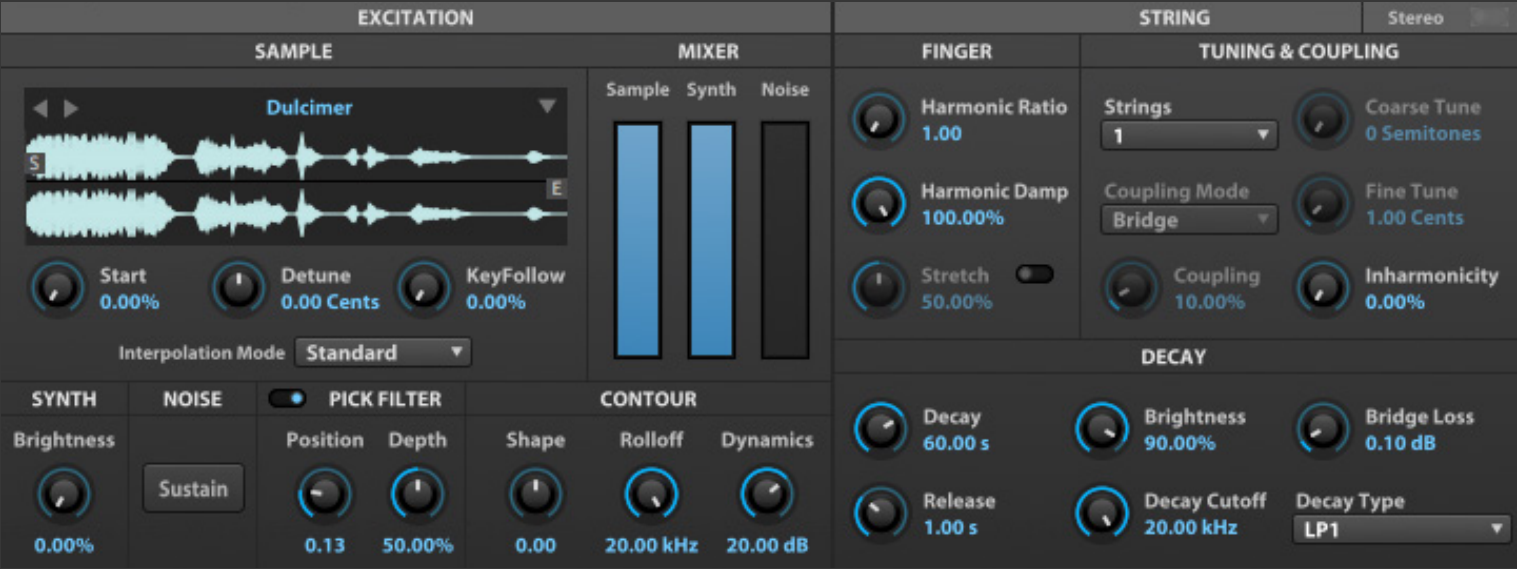 EXCITATION
SAMPLE
MIXER
Dulcimer
S
E
Start
0.00%
Detune
0.00 Cents
KeyFollow
0.00%
Interpolation Mode Standard
Sample Synth Noise
SYNTH
Brightness
0.00%
NOISE
Sustain
PICK FILTER
Position Depth
0.13 50.00%
CONTOUR
Shape Rolloff Dynamics
0.00 20.00 kHz 20.00 dB
STRING
Stereo
FINGER
Harmonic Ratio
1.00
Harmonic Damp
100.00%
Stretch
50.00%
TUNING & COUPLING
Strings
1
Coarse Tune
0 Semitones
Coupling Mode
Bridge
Fine Tune
1.00 Cents
Coupling
10.00%
Inharmonicity
0.00%
DECAY
Decay
60.00 s
Brightness
90.00%
Bridge Loss
0.10 dB
Release
1.00 s
Decay Cutoff
20.00 kHz
Decay Type
LP1